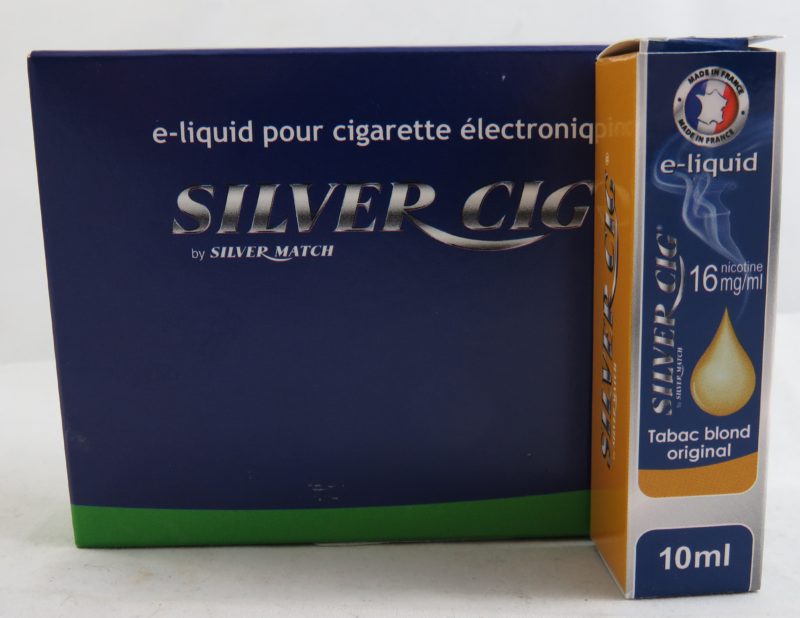 e-liquid pour cigarette électroniq
SILVER CIG
by SILVER MATCH
MADE IN FRANCE
MADE IN FRANCE
e-liquid
SILVER CIG®
by SILVER MATCH
16 nicotine
mg/ml
Tabac blond
original
10ml
SILVER CIG®